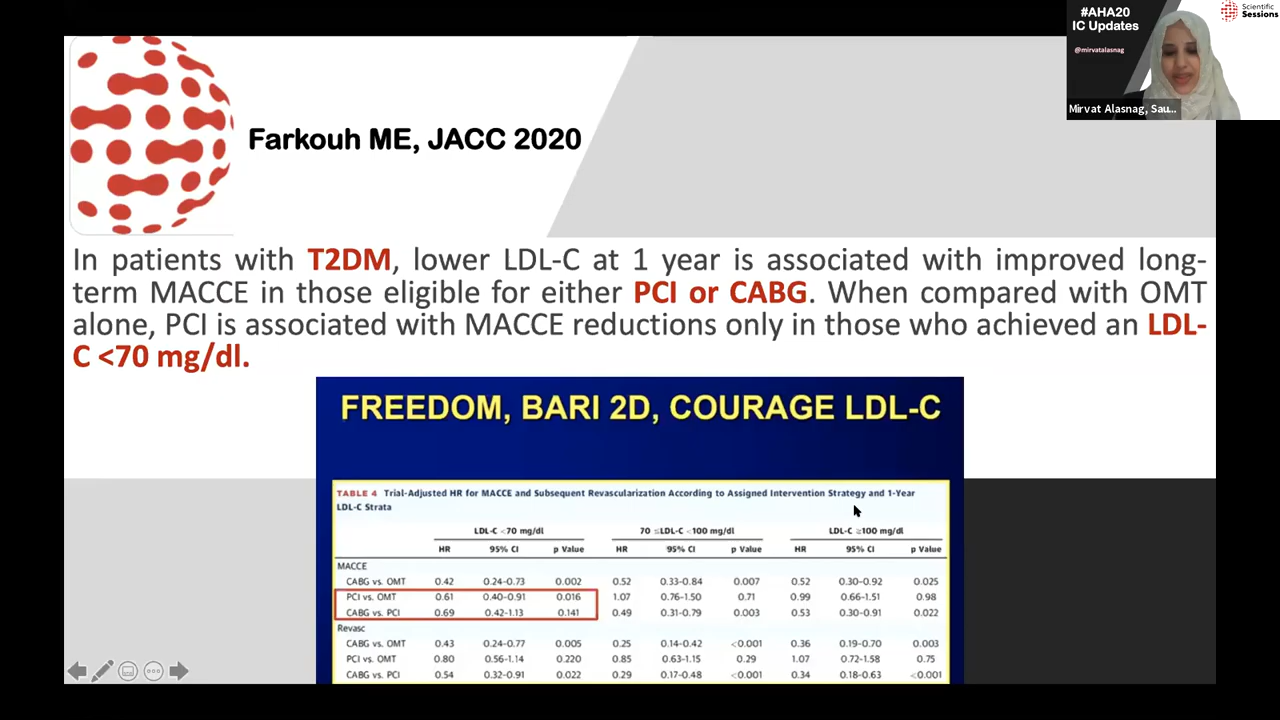 #AHA20
IC Updates
@mirvatalasnag
Scientific
Sessions
Mirvat Alasnag, Sau...
Farkouh ME, JACC 2020
In patients with T2DM, lower LDL-C at 1 year is associated with improved long-
term MACCE in those eligible for either PCI or CABG. When compared with OMT
alone, PCI is associated with MACCE reductions only in those who achieved an LDL-
C <70 mg/dl.
FREEDOM, BARI 2D, COURAGE LDL-C
TABLE 4 Trial-Adjusted HR for MACCE and Subsequent Revascularization According to Assigned Intervention Strategy and 1-Year
LDL-C Strata
LDL-C <70 mg/dl 70 ≤LDL-C <100 mg/dl LDL-C ≥100 mg/dl
HR 95% CI p Value HR 95% CI p Value HR 95% CI p Value
MACCE
CABG vs. OMT 0.42 0.24-0.73 0.002 0.52 0.33-0.84 0.007 0.52 0.30-0.92 0.025
PCI vs. OMT 0.61 0.40-0.91 0.016 1.07 0.76-1.50 0.71 0.99 0.66-1.51 0.98
CABG vs. PCI 0.69 0.42-1.13 0.141 0.49 0.31-0.79 0.003 0.53 0.30-0.91 0.022
Revasc
CABG vs. OMT 0.43 0.24-0.77 0.005 0.25 0.14-0.42 <0.001 0.36 0.19-0.70 0.003
PCI vs. OMT 0.80 0.56-1.14 0.220 0.85 0.63-1.15 0.29 1.07 0.72-1.58 0.75
CABG vs. PCI 0.54 0.32-0.91 0.022 0.29 0.17-0.48 <0.001 0.34 0.18-0.63 <0.001